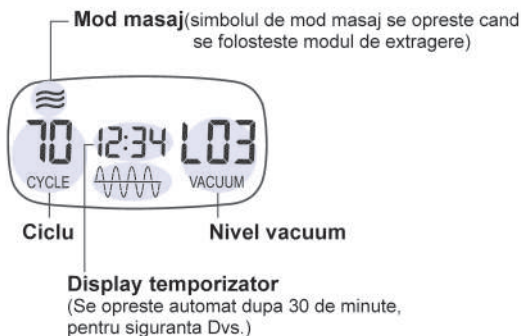 Mod masaj(simbolul de mod masaj se opreste cand
se folosteste modul de extragere)
70 12:34 L03
CYCLE VACUUM
Ciclu Nivel vacuum
Display temporizator
(Se opreste automat dupa 30 de minute,
pentru siguranta Dvs.)